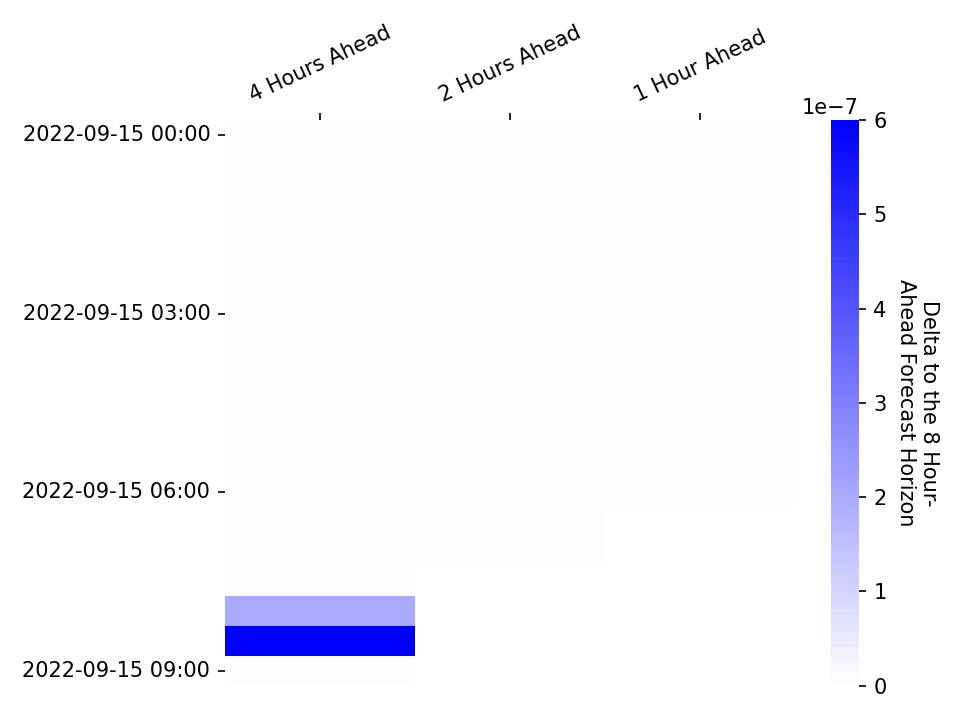 4 Hours Ahead
2 Hours Ahead
1 Hour Ahead
2022-09-15 00:00
2022-09-15 03:00
2022-09-15 06:00
2022-09-15 09:00
1e−7
6
5
4
3
2
1
0
Delta to the 8 Hour-
Ahead Forecast Horizon